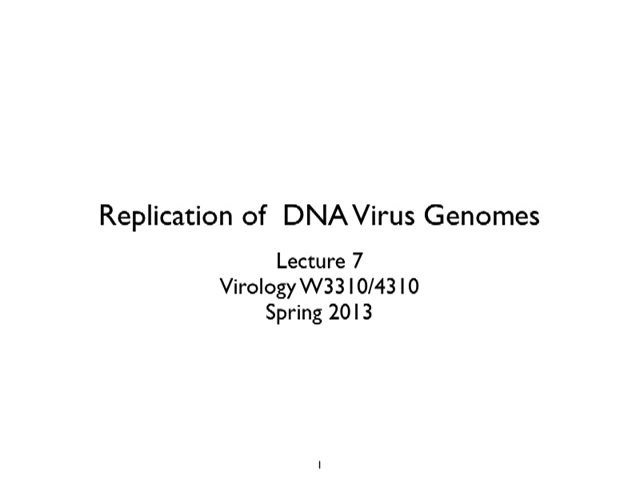 Replication of DNA Virus Genomes
Lecture 7
Virology W3310/4310
Spring 2013
1